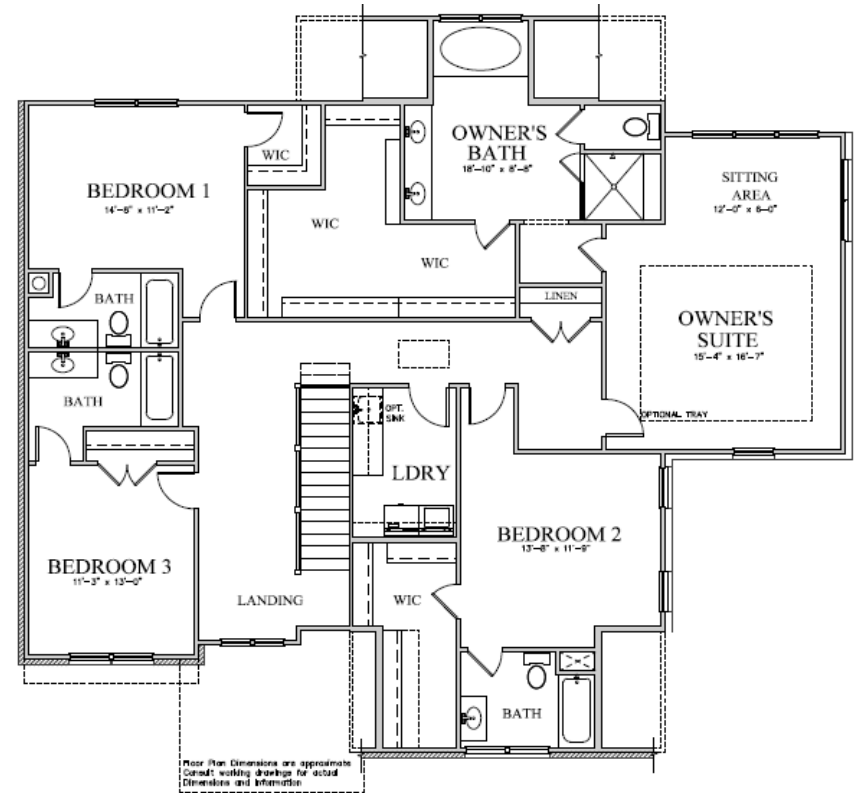 OWNER'S
BATH
18'-10" x 8'-8"
WIC
BEDROOM 1
14'-8" x 11'-2"
SITTING
AREA
12'-0" x 6-0"
WIC
WIC
BATH
LINEN
OWNER'S
SUITE
15'-4" x 16'-7"
OPTIONAL TRAY
BATH
OPT.
SINK
LDRY
BEDROOM 2
13'-8" x 11'-9"
BEDROOM 3
11'-3" x 13'-0"
LANDING
WIC
BATH
Floor Plan Dimensions are approximate
Consult working drawings for actual
Dimensions and Information